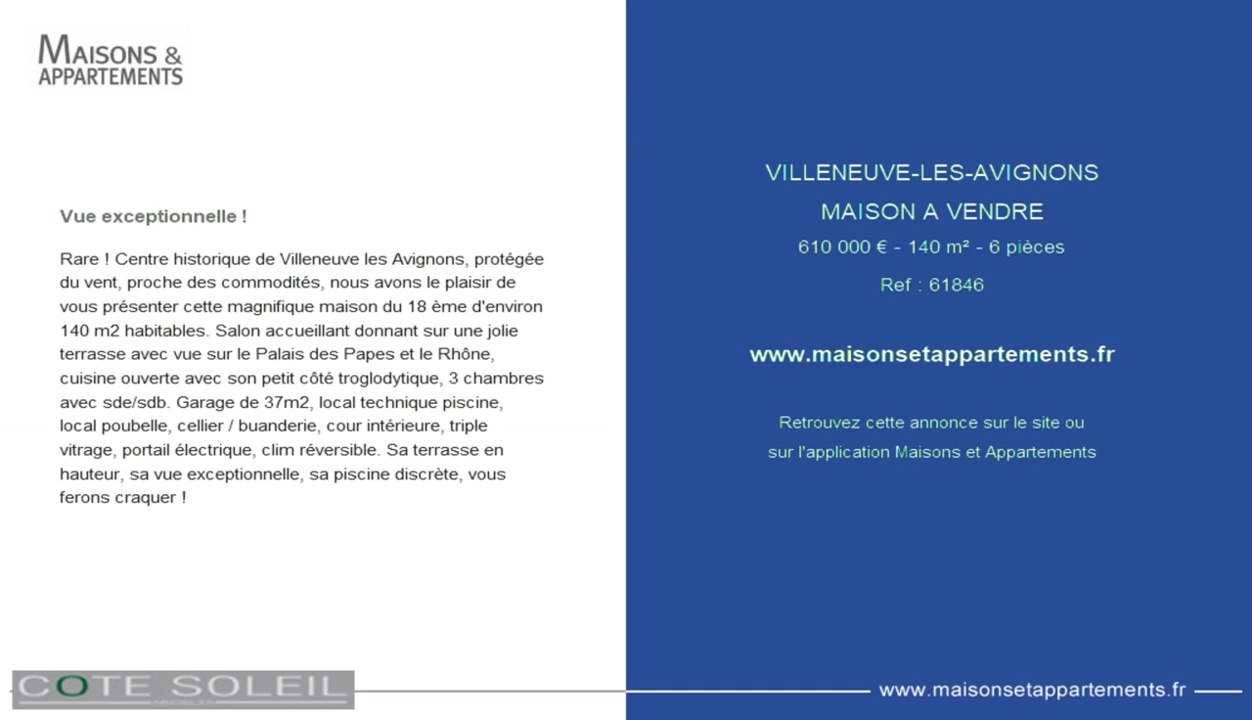 MAISONS &
APPARTEMENTS
Vue exceptionnelle !
Rare ! Centre historique de Villeneuve les Avignons, protégée
du vent, proche des commodités, nous avons le plaisir de
vous présenter cette magnifique maison du 18 ème d'environ
140 m2 habitables. Salon accueillant donnant sur une jolie
terrasse avec vue sur le Palais des Papes et le Rhône,
cuisine ouverte avec son petit côté troglodytique, 3 chambres
avec sde/sdb. Garage de 37m2, local technique piscine,
local poubelle, cellier / buanderie, cour intérieure, triple
vitrage, portail électrique, clim réversible. Sa terrasse en
hauteur, sa vue exceptionnelle, sa piscine discrète, vous
ferons craquer !
COTE SOLEIL
VILLENEUVE-LES-AVIGNONS
MAISON A VENDRE
610 000 € - 140 m² - 6 pièces
Ref : 61846
www.maisonsetappartements.fr
Retrouvez cette annonce sur le site ou
sur l'application Maisons et Appartements
www.maisonsetappartements.fr